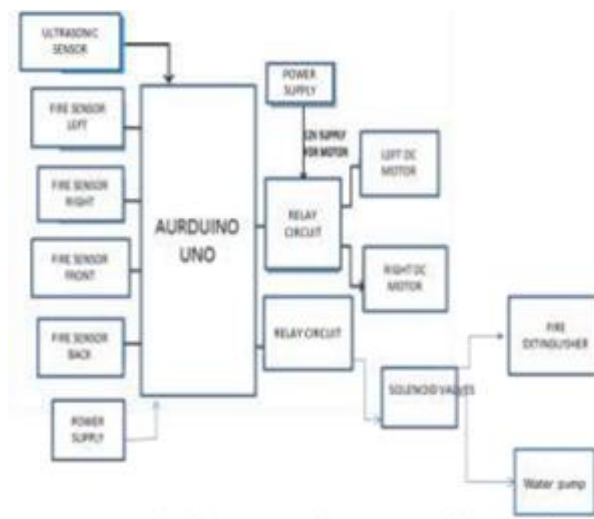 ULTRASONIC
SENSOR
FIRE SENSOR
LEFT
FIRE SENSOR
RIGHT
FIRE SENSOR
FRONT
FIRE SENSOR
BACK
POWER
SUPPLY
AURDUINO
UNO
POWER
SUPPLY
12V SUPPLY
FOR MOTOR
RELAY
CIRCUIT
LEFT DC
MOTOR
RIGHT DC
MOTOR
RELAY CIRCUIT
SOLENOID VALVES
FIRE
EXTINGUISHER
Water pump